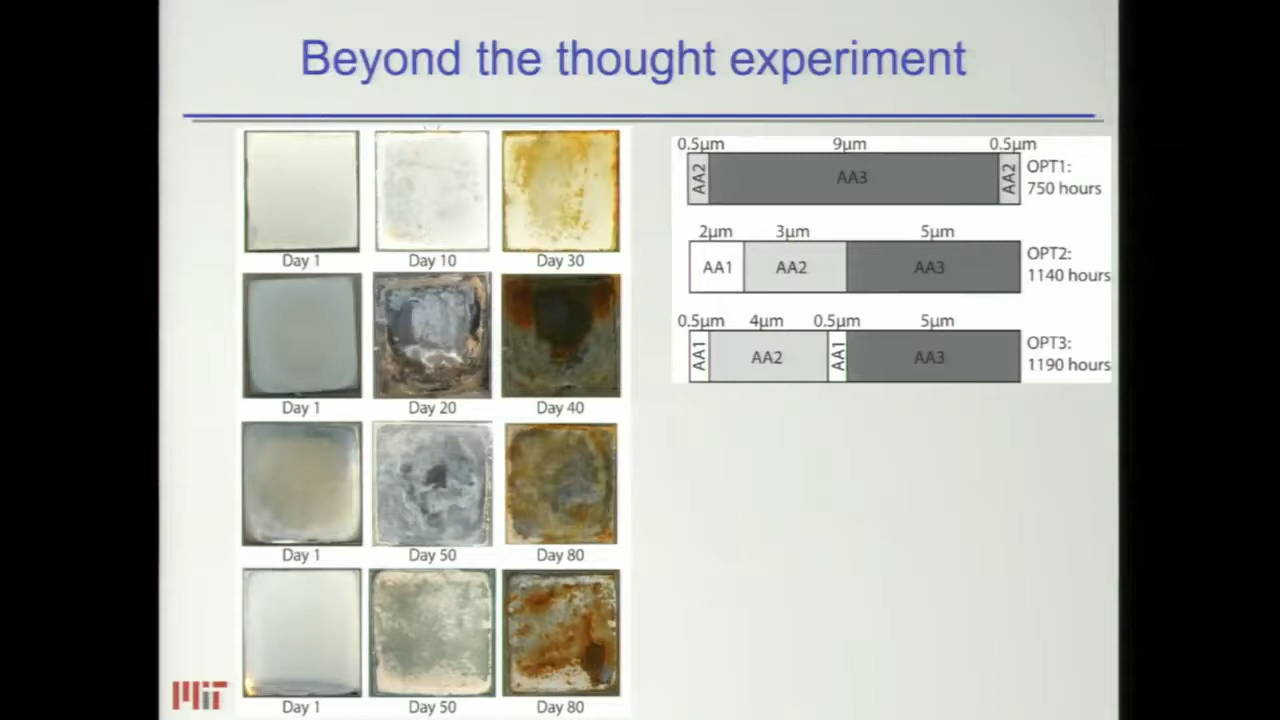 Beyond the thought experiment
Day 1 Day 10 Day 30
Day 1 Day 20 Day 40
Day 1 Day 50 Day 80
Day 1 Day 50 Day 80
0.5μm 9μm 0.5μm
AA2 AA3 AA2
OPT1:
750 hours
2μm 3μm 5μm
AA1 AA2 AA3
OPT2:
1140 hours
0.5μm 4μm 0.5μm 5μm
AA1 AA2 AA1 AA3
OPT3:
1190 hours
MIT